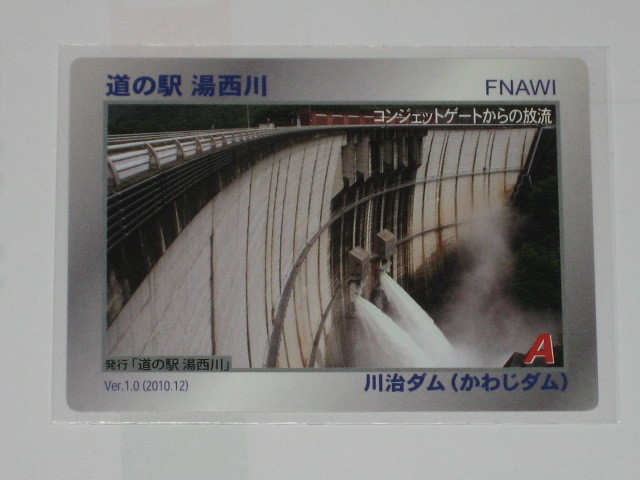 道の駅 湯西川
FNAWI
コンジェットゲートからの放流
A
発行「道の駅 湯西川」
Ver.1.0 (2010.12)
川治ダム(かわじダム)